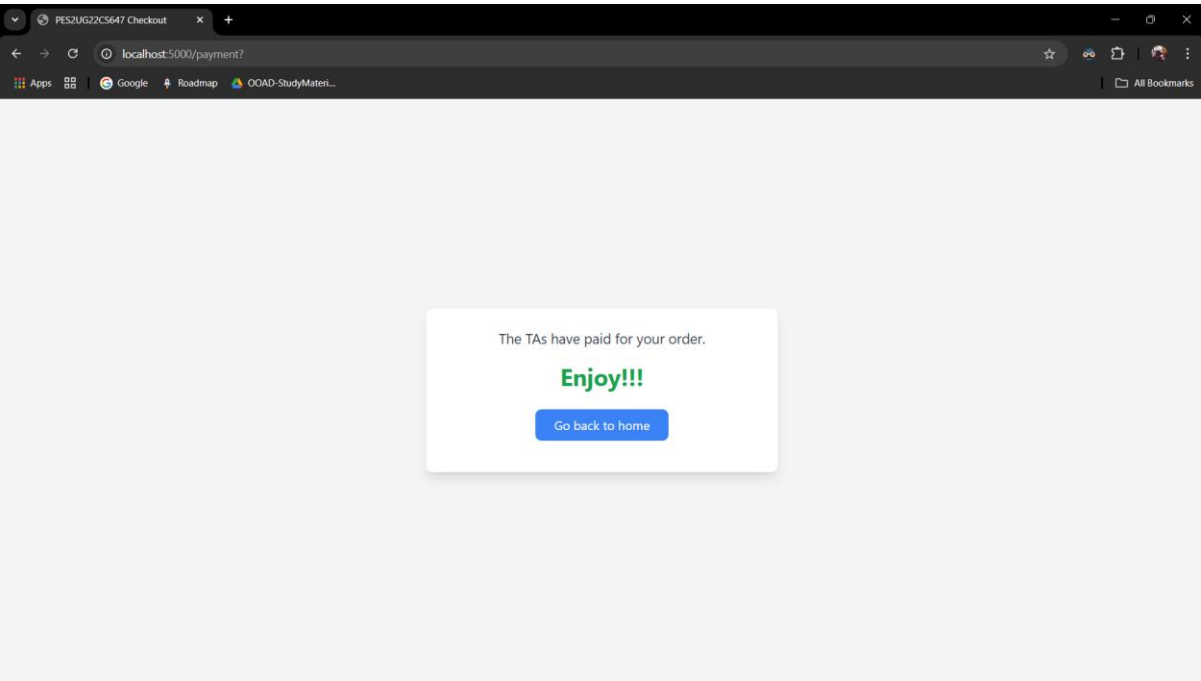 PES2UG22CS647 Checkout
localhost:5000/payment?
Apps Google Roadmap OOAD-StudyMateri... All Bookmarks
The TAs have paid for your order.
Enjoy!!!
Go back to home